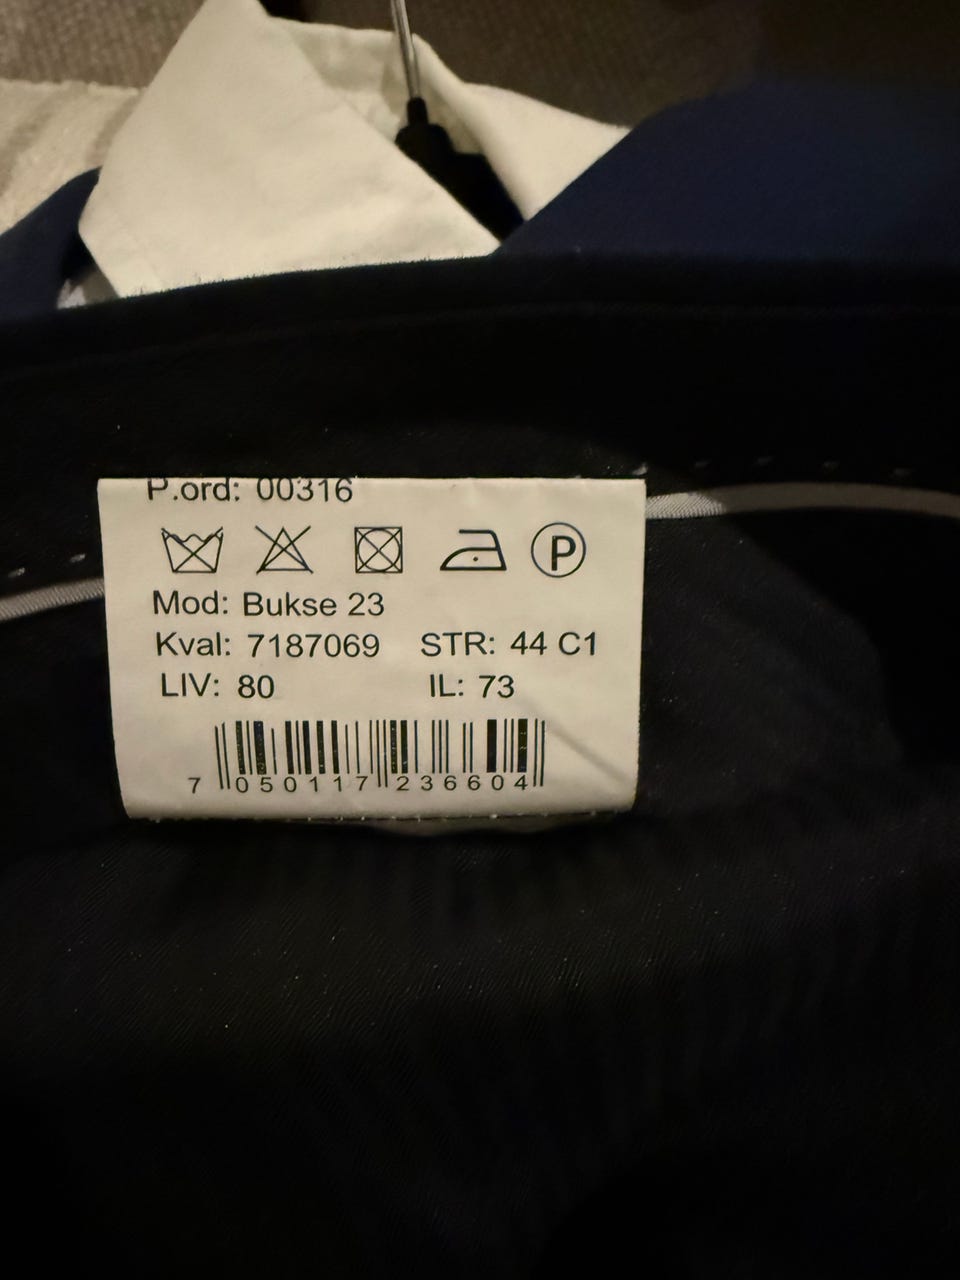 P.ord: 00316
P
Mod: Bukse 23
Kval: 7187069 STR: 44 C1
LIV: 80 IL: 73
7 050117 236604